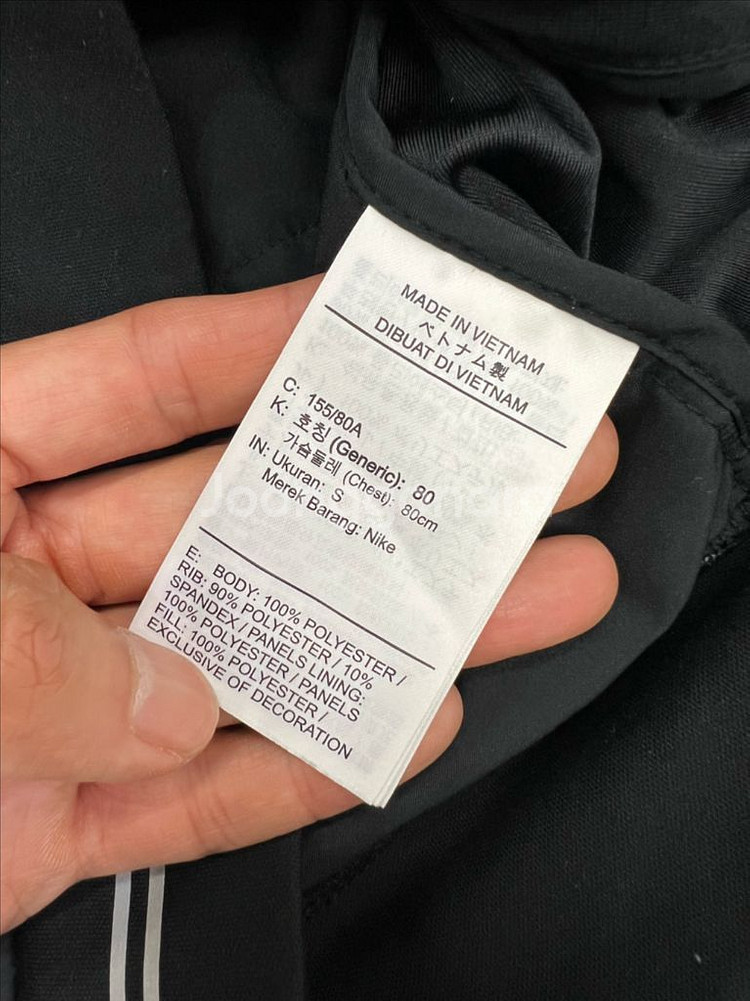 MADE IN VIETNAM
ベトナム製
DIBUAT DI VIETNAM
C: 155/80A
K: 호칭 (Generic): 80
가슴둘레 (Chest): 80cm
IN: Ukuran: S
Merek Barang: Nike
E: BODY: 100% POLYESTER /
RIB: 90% POLYESTER / 10%
SPANDEX / PANELS LINING:
100% POLYESTER / PANELS
FILL: 100% POLYESTER /
EXCLUSIVE OF DECORATION